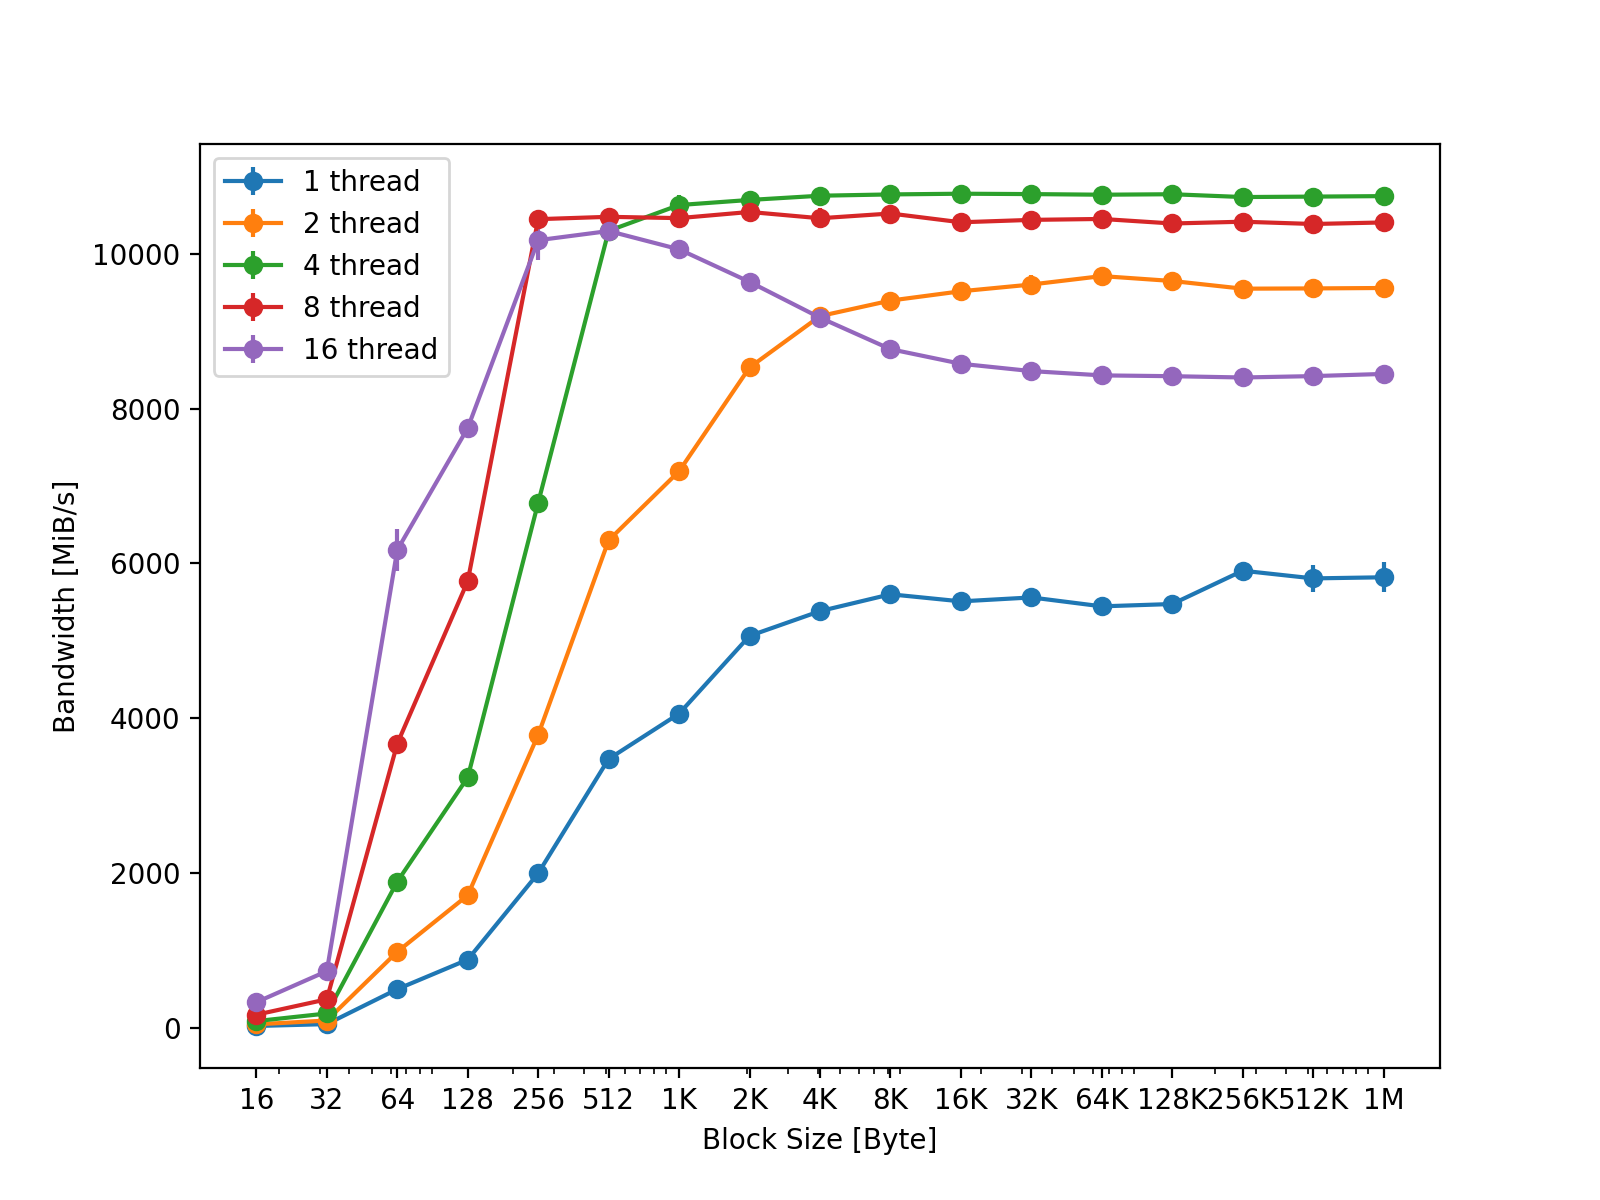 1 thread
2 thread
4 thread
8 thread
16 thread
10000
8000
6000
4000
2000
0
Bandwidth [MiB/s]
16 32 64 128 256 512 1K 2K 4K 8K 16K 32K 64K 128K 256K 512K 1M
Block Size [Byte]